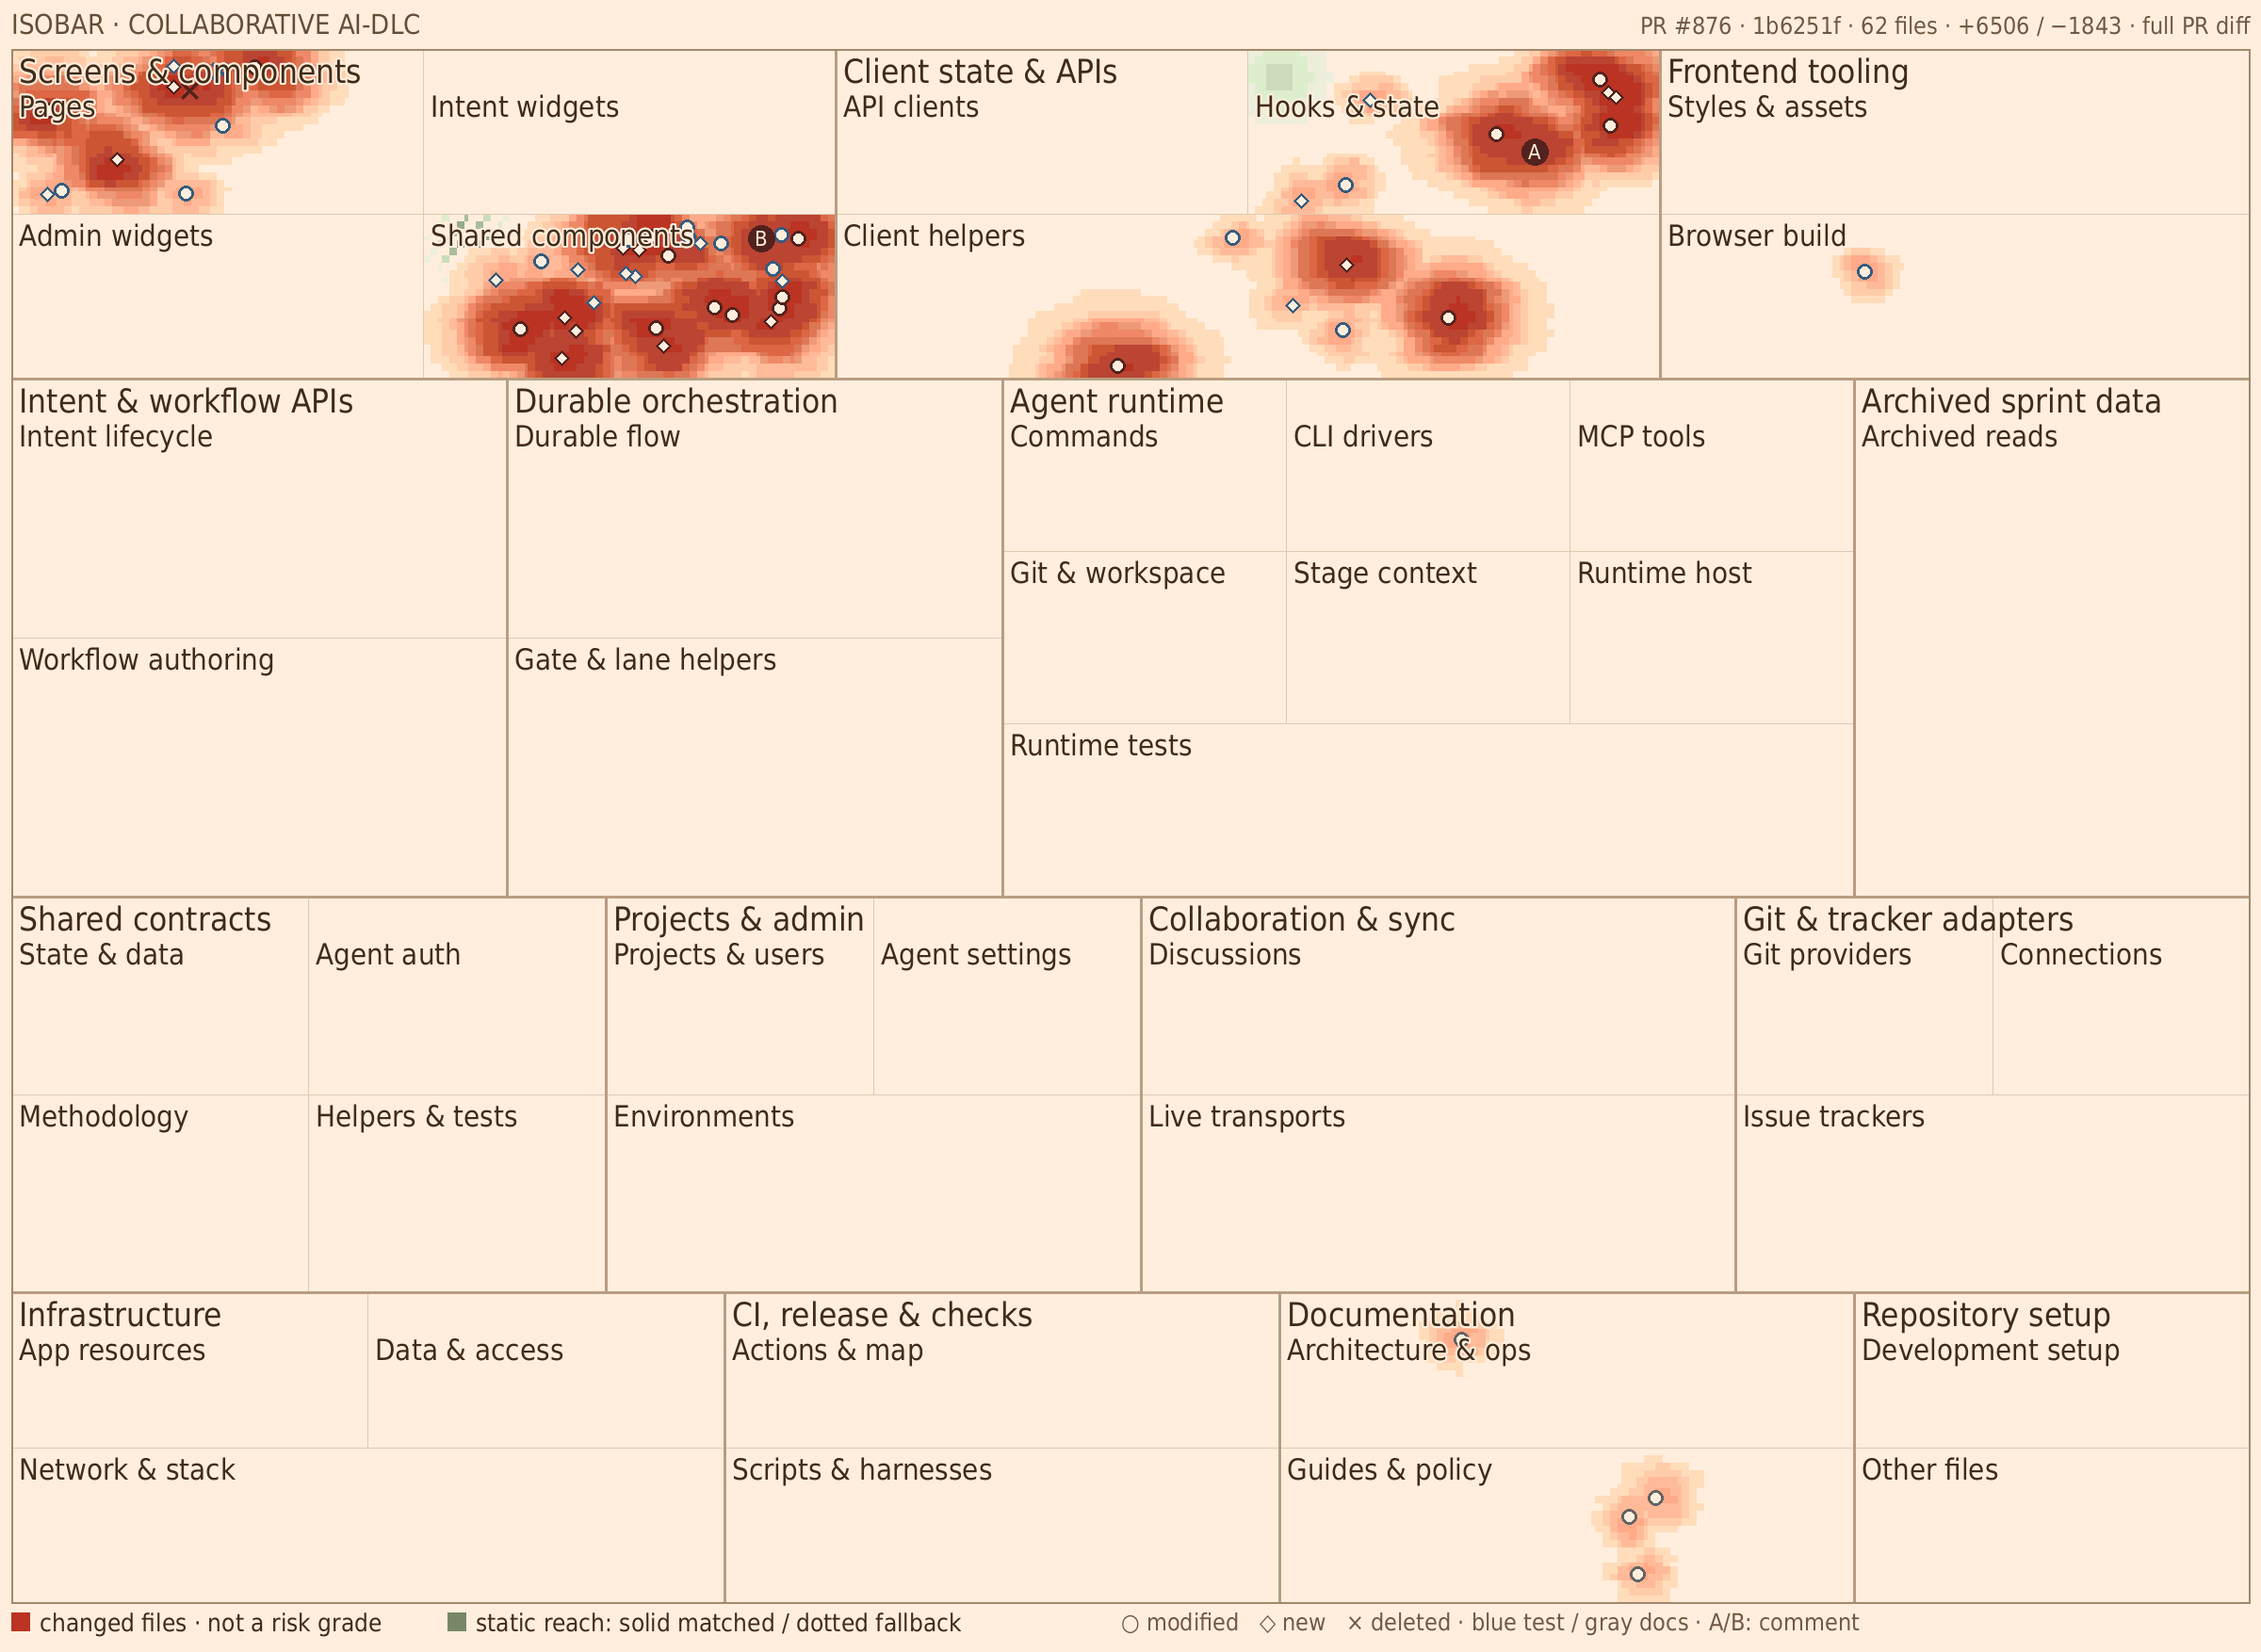 ISOBAR · COLLABORATIVE AI-DLC
PR #876 · 1b6251f · 62 files · +6506 / −1843 · full PR diff
Screens & components
Pages
Intent widgets
Client state & APIs
API clients
Hooks & state
A
Frontend tooling
Styles & assets
Admin widgets
Shared components
B
Client helpers
Browser build
Intent & workflow APIs
Intent lifecycle
Durable orchestration
Durable flow
Agent runtime
Commands
CLI drivers
MCP tools
Archived sprint data
Archived reads
Git & workspace
Stage context
Runtime host
Workflow authoring
Gate & lane helpers
Runtime tests
Shared contracts
State & data
Agent auth
Projects & admin
Projects & users
Agent settings
Collaboration & sync
Discussions
Git & tracker adapters
Git providers
Connections
Methodology
Helpers & tests
Environments
Live transports
Issue trackers
Infrastructure
App resources
Data & access
CI, release & checks
Actions & map
Documentation
Architecture & ops
Repository setup
Development setup
Network & stack
Scripts & harnesses
Guides & policy
Other files
changed files · not a risk grade
static reach: solid matched / dotted fallback
○ modified ◇ new × deleted · blue test / gray docs · A/B: comment